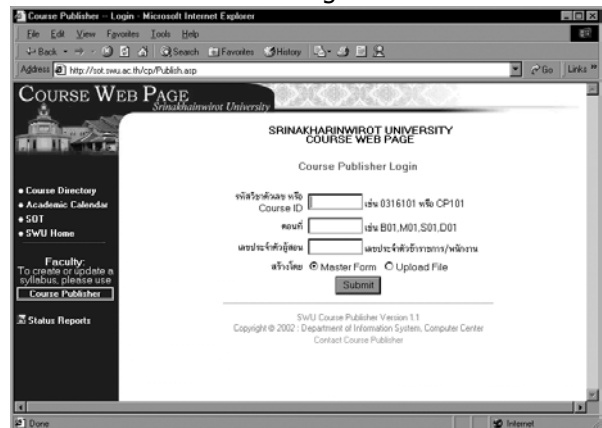 Course Publisher -- Login - Microsoft Internet Explorer
File Edit View Favorites Tools Help
Back Search Favorites History
Address http://sot.swu.ac.th/cp/Publish.asp Go Links »
COURSE WEB PAGE
Srinakhainwirot University
SRINAKHARINWIROT UNIVERSITY
COURSE WEB PAGE
Course Publisher Login
รหัสวิชาตัวเลข หรือ
Course ID เช่น 0316101 หรือ CP101
ตอนที่ เช่น B01,M01,S01,D01
เลขประจำตัวผู้สอน เลขประจำตัวข้าราชการ/พนักงาน
สร้างโดย Master Form Upload File
Submit
Course Directory
Academic Calendar
SOT
SWU Home
Faculty:
To create or update a
syllabus, please use
Course Publisher
Status Reports
SWU Course Publisher Version 1.1
Copyright © 2002 : Department of Information System, Computer Center
Contact Course Publisher
Done Internet